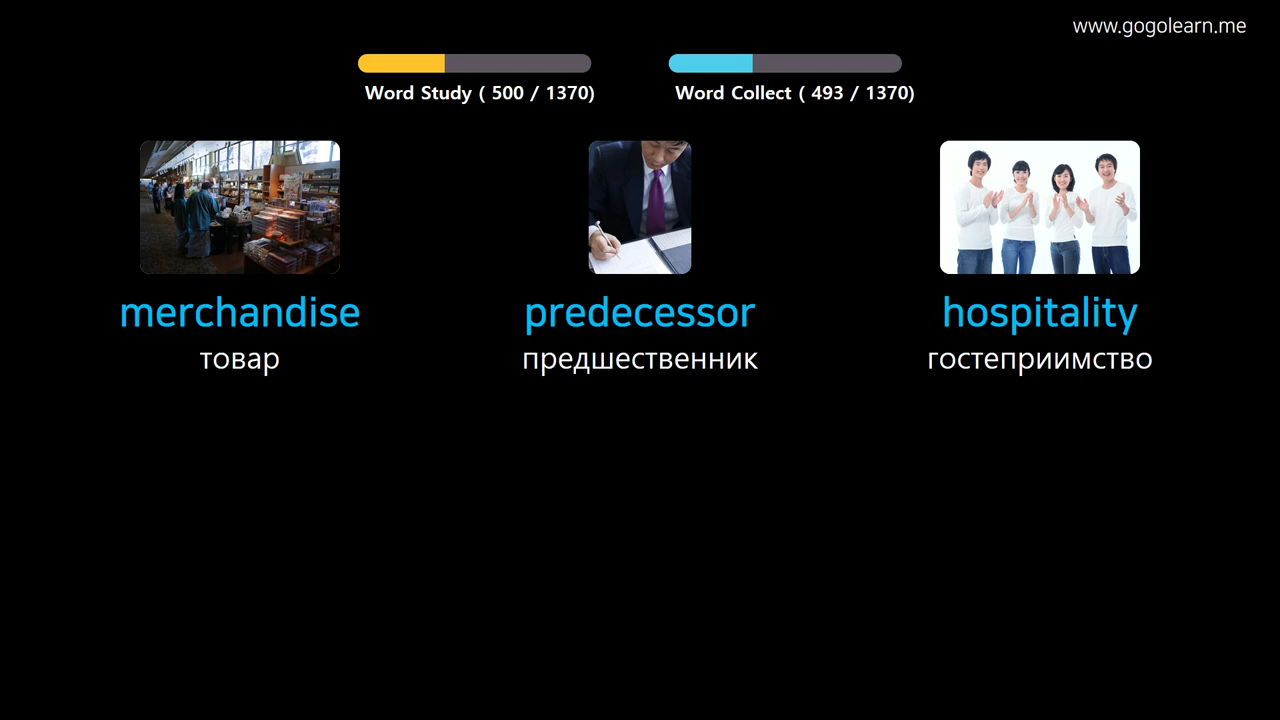 www.gogolearn.me
Word Study ( 500 / 1370)
Word Collect ( 493 / 1370)
merchandise
товар
predecessor
предшественник
hospitality
гостеприимство